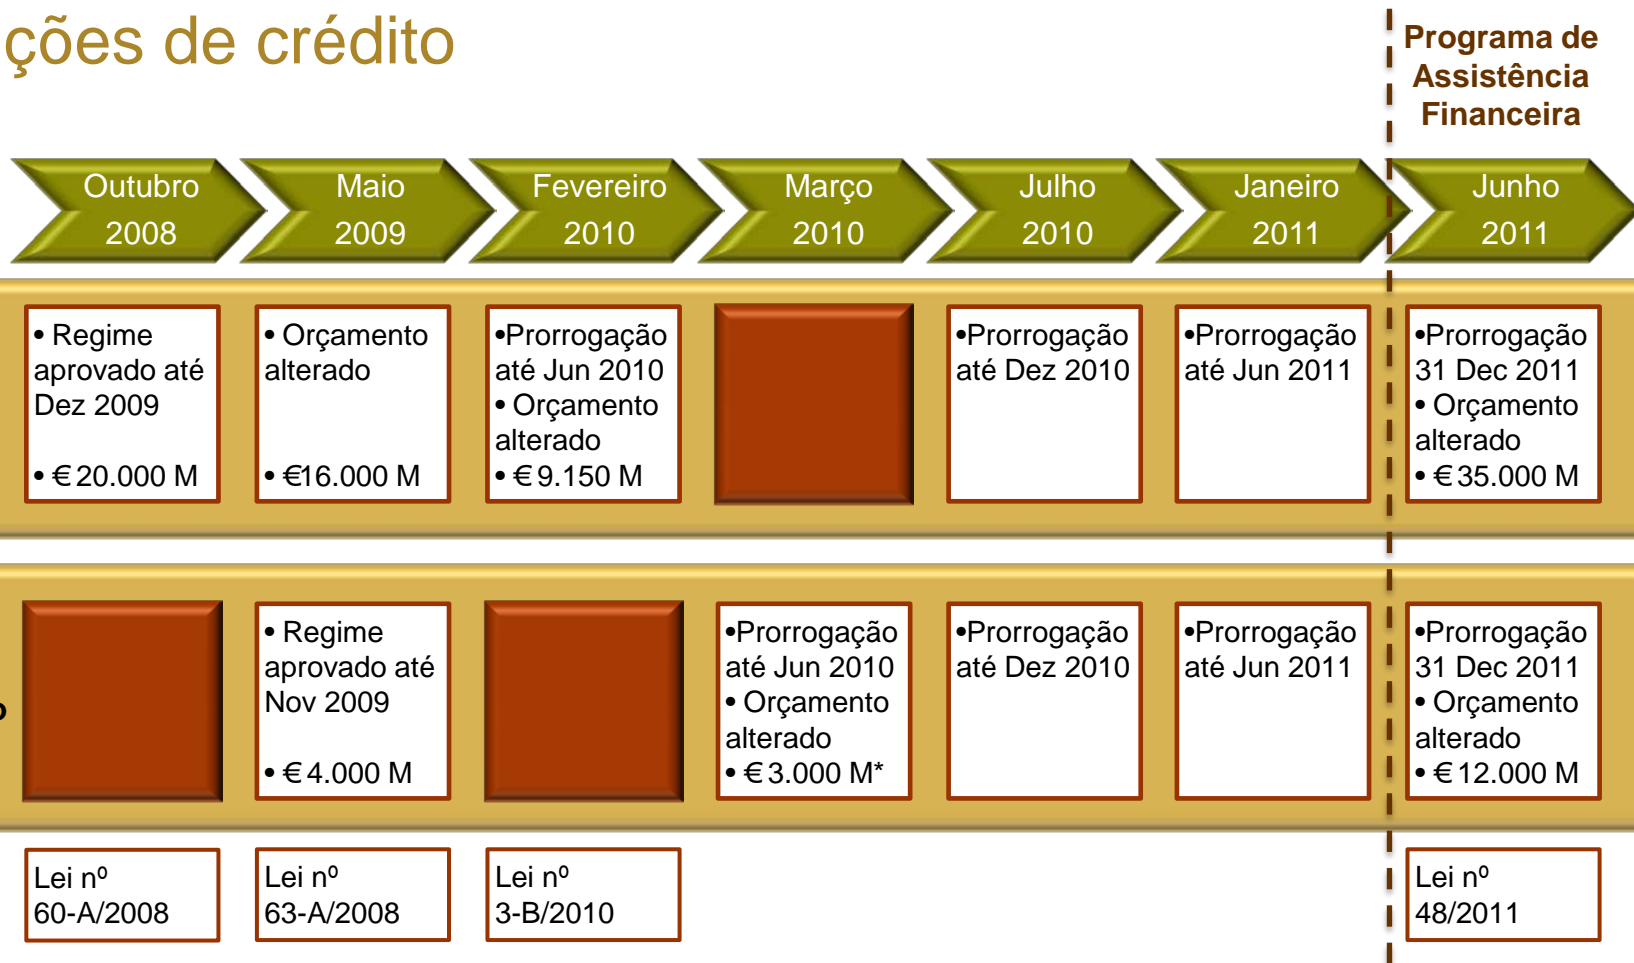 ções de crédito
Programa de
Assistência
Financeira
Outubro
2008
Maio
2009
Fevereiro
2010
Março
2010
Julho
2010
Janeiro
2011
Junho
2011
• Regime
aprovado até
Dez 2009
• € 20.000 M
• Orçamento
alterado
• €16.000 M
•Prorrogação
até Jun 2010
• Orçamento
alterado
• € 9.150 M
•Prorrogação
até Dez 2010
•Prorrogação
até Jun 2011
•Prorrogação
31 Dec 2011
• Orçamento
alterado
• € 35.000 M
o
• Regime
aprovado até
Nov 2009
• € 4.000 M
•Prorrogação
até Jun 2010
• Orçamento
alterado
• € 3.000 M*
•Prorrogação
até Dez 2010
•Prorrogação
até Jun 2011
•Prorrogação
31 Dec 2011
• Orçamento
alterado
• € 12.000 M
Lei nº
60-A/2008
Lei nº
63-A/2008
Lei nº
3-B/2010
Lei nº
48/2011